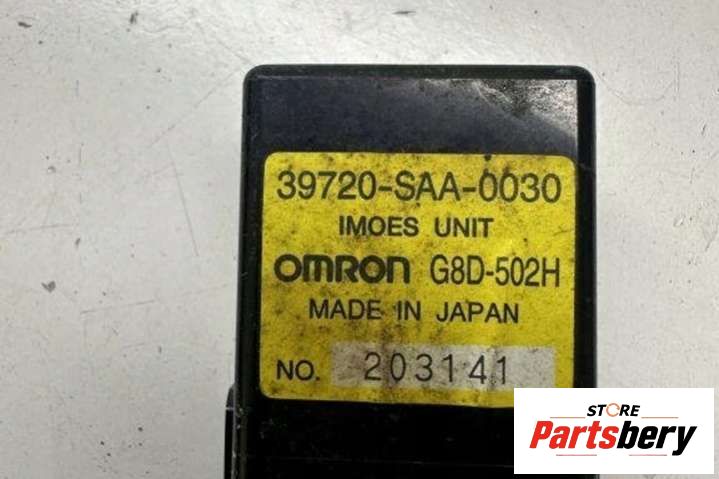 39720-SAA-0030
IMOES UNIT
OMRON G8D-502H
MADE IN JAPAN
NO. 203141
STORE
Partsbery